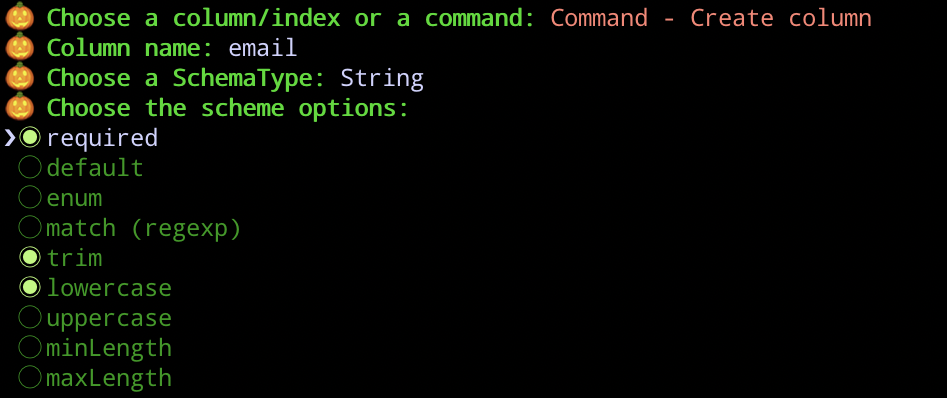 Choose a column/index or a command: Command - Create column
Column name: email
Choose a SchemaType: String
Choose the scheme options:
❯◉ required
◯ default
◯ enum
◯ match (regexp)
◉ trim
◉ lowercase
◯ uppercase
◯ minLength
◯ maxLength